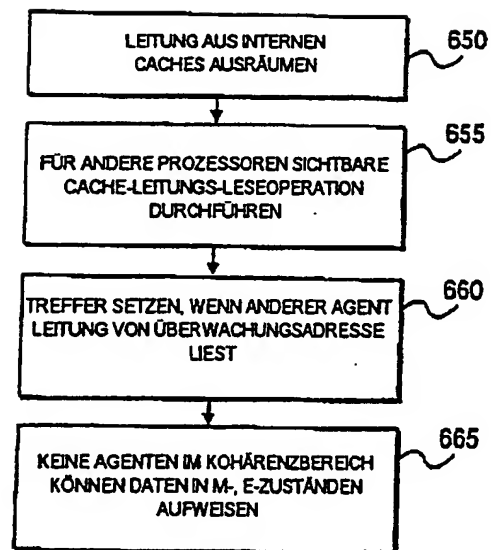 LEITUNG AUS INTERNEN
CACHES AUSRÄUMEN
650
FÜR ANDERE PROZESSOREN SICHTBARE
CACHE-LEITUNGS-LESEOPERATION
DURCHFÜHREN
655
TREFFER SETZEN, WENN ANDERER AGENT
LEITUNG VON ÜBERWACHUNGSADRESSE
LIEST
660
KEINE AGENTEN IM KOHÄRENZBEREICH
KÖNNEN DATEN IN M-, E-ZUSTÄNDEN
AUFWEISEN
665